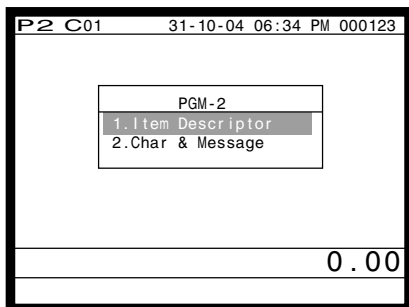 P2 C01 31-10-04 06:34 PM 000123
PGM-2
1.Item Descriptor
2.Char & Message
0.00